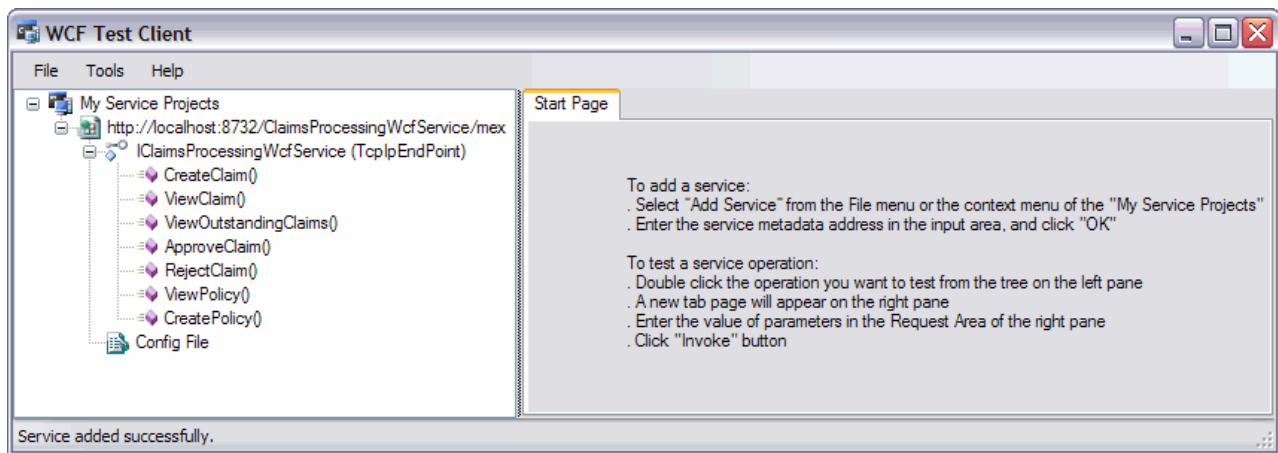 WCF Test Client
File Tools Help
My Service Projects
http://localhost:8732/ClaimsProcessingWcfService/mex
IClaimsProcessingWcfService (TcpIpEndPoint)
CreateClaim()
ViewClaim()
ViewOutstandingClaims()
ApproveClaim()
RejectClaim()
ViewPolicy()
CreatePolicy()
Config File
Start Page
To add a service:
. Select "Add Service" from the File menu or the context menu of the "My Service Projects"
. Enter the service metadata address in the input area, and click "OK"
To test a service operation:
. Double click the operation you want to test from the tree on the left pane
. A new tab page will appear on the right pane
. Enter the value of parameters in the Request Area of the right pane
. Click "Invoke" button
Service added successfully.